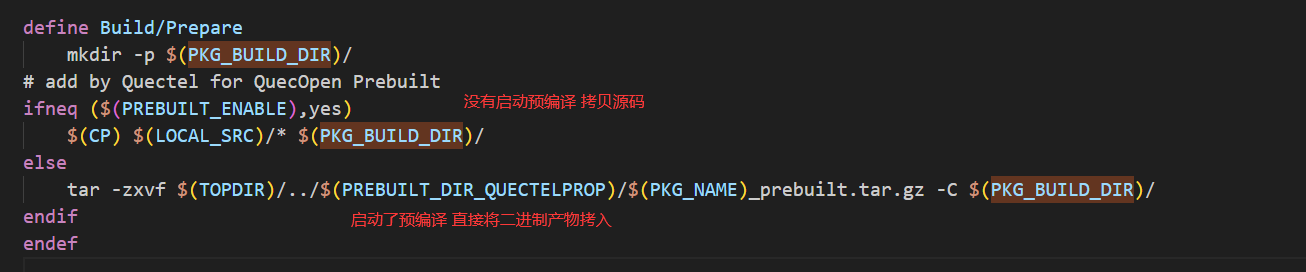 define Build/Prepare
mkdir -p $(PKG_BUILD_DIR)/
# add by Quectel for QuecOpen Prebuilt
ifneq ($(PREBUILT_ENABLE),yes)
没有启动预编译 拷贝源码
$(CP) $(LOCAL_SRC)/* $(PKG_BUILD_DIR)/
else
tar -zxvf $(TOPDIR)/../$(PREBUILT_DIR_QUECTELPROP)/$(PKG_NAME)_prebuilt.tar.gz -C $(PKG_BUILD_DIR)/
endif
启动了预编译 直接将二进制产物拷入
endef